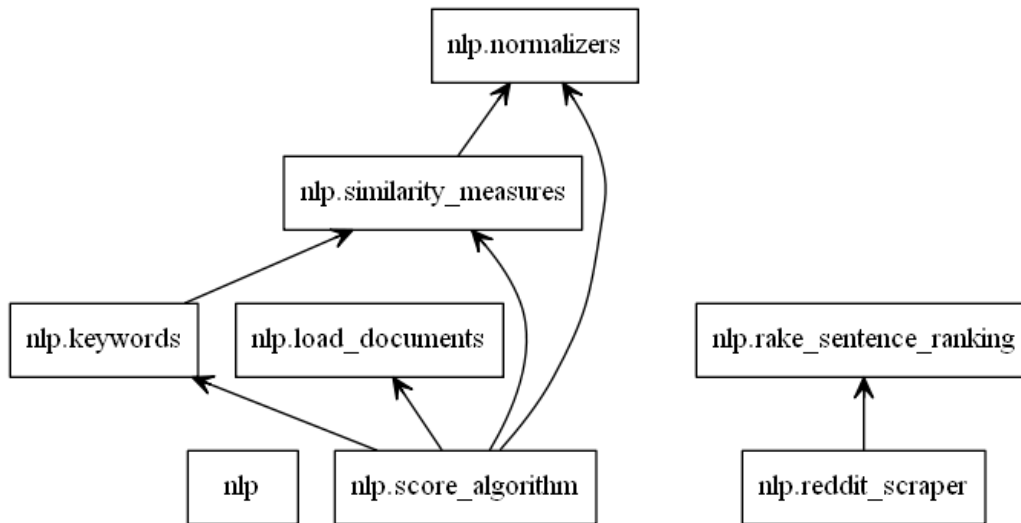 nlp.normalizers
nlp.similarity_measures
nlp.keywords
nlp.load_documents
nlp.rake_sentence_ranking
nlp
nlp.score_algorithm
nlp.reddit_scraper